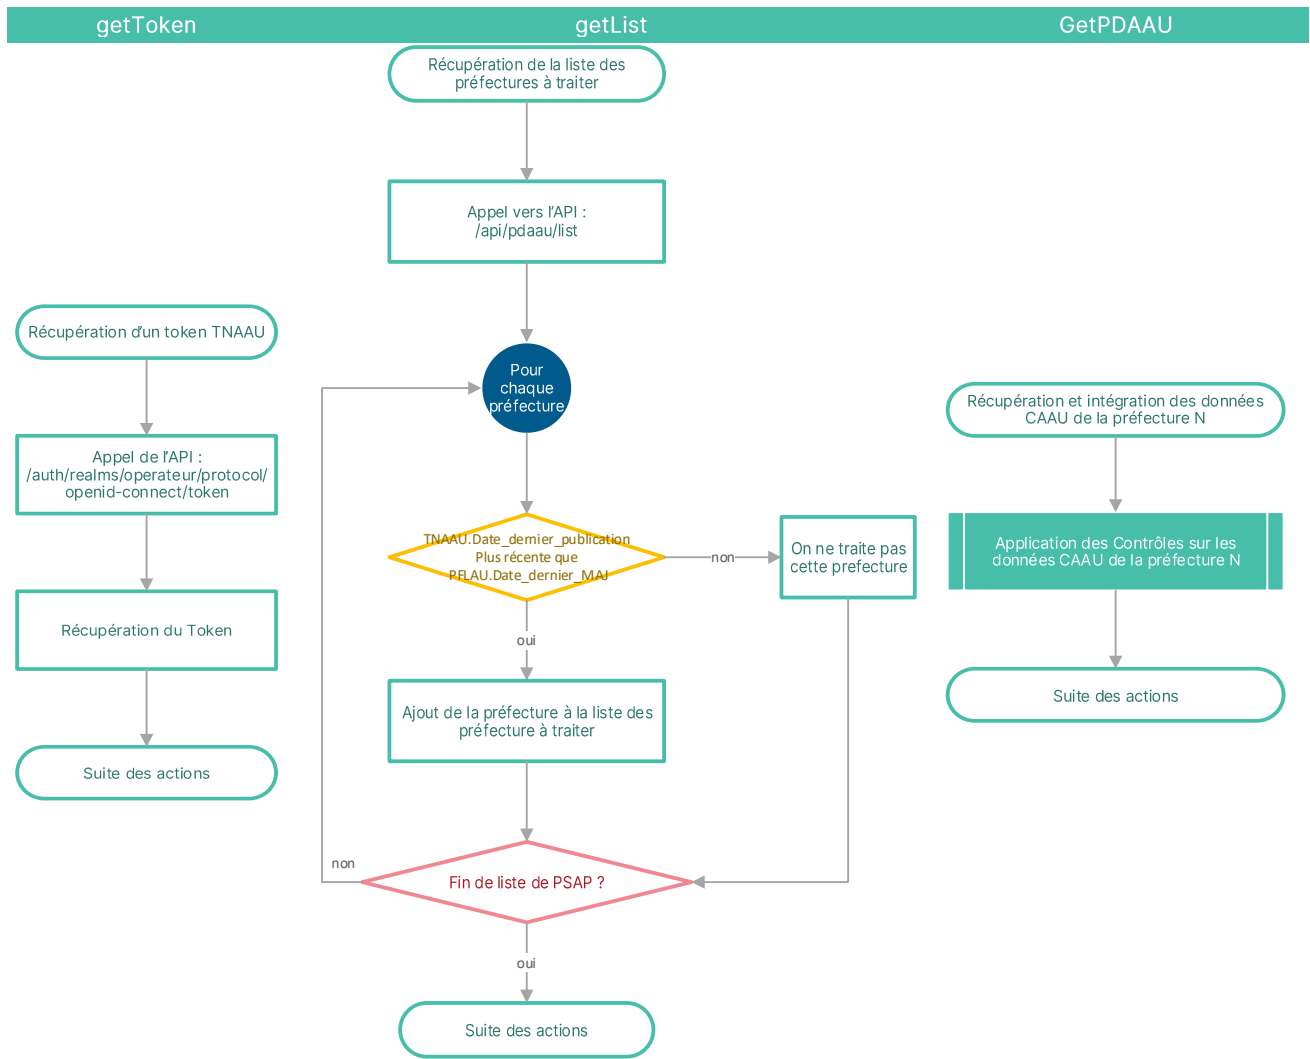 getToken
getList
GetPDAAU
Récupération d'un token TNAAU
Appel de l'API :
/auth/realms/operateur/protocol/
openid-connect/token
Récupération du Token
Suite des actions
Récupération de la liste des
préfectures à traiter
Appel vers l'API :
/api/pdaau/list
Pour
chaque
préfecture
TNAAU.Date_dernier_publication
Plus récente que
PFLAU.Date_dernier_MAJ
non
On ne traite pas
cette prefecture
oui
Ajout de la préfecture à la liste des
préfecture à traiter
non
Fin de liste de PSAP ?
oui
Suite des actions
Récupération et intégration des données
CAAU de la préfecture N
Application des Contrôles sur les
données CAAU de la préfecture N
Suite des actions